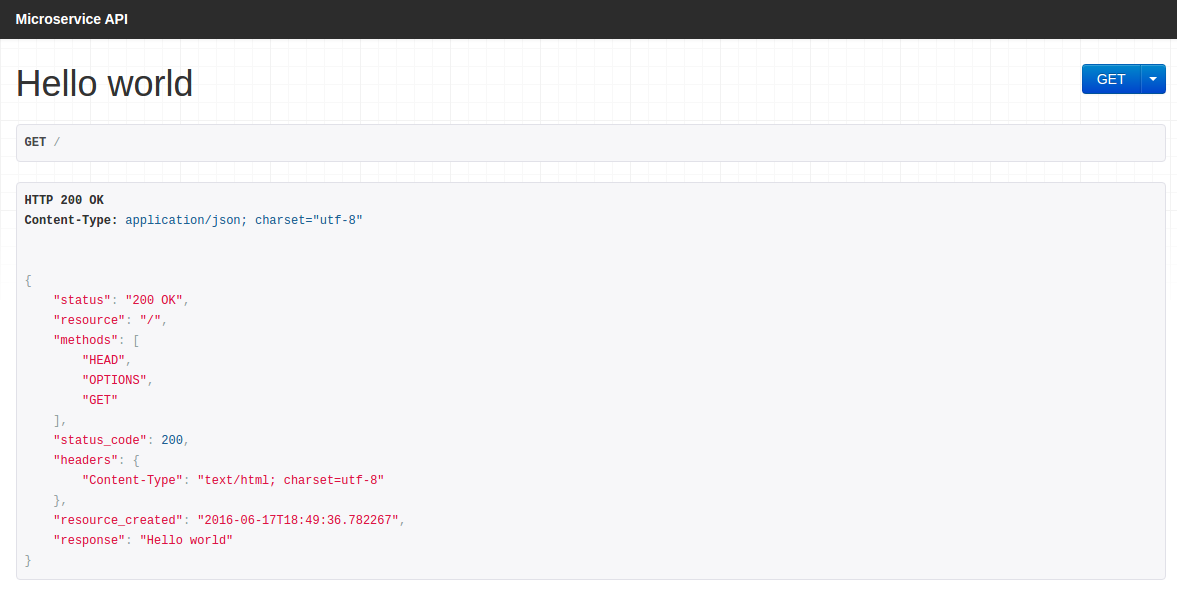 Microservice API
Hello world
GET
GET /
HTTP 200 OK
Content-Type: application/json; charset="utf-8"
{
    "status": "200 OK",
    "resource": "/",
    "methods": [
        "HEAD",
        "OPTIONS",
        "GET"
    ],
    "status_code": 200,
    "headers": {
        "Content-Type": "text/html; charset=utf-8"
    },
    "resource_created": "2016-06-17T18:49:36.782267",
    "response": "Hello world"
}